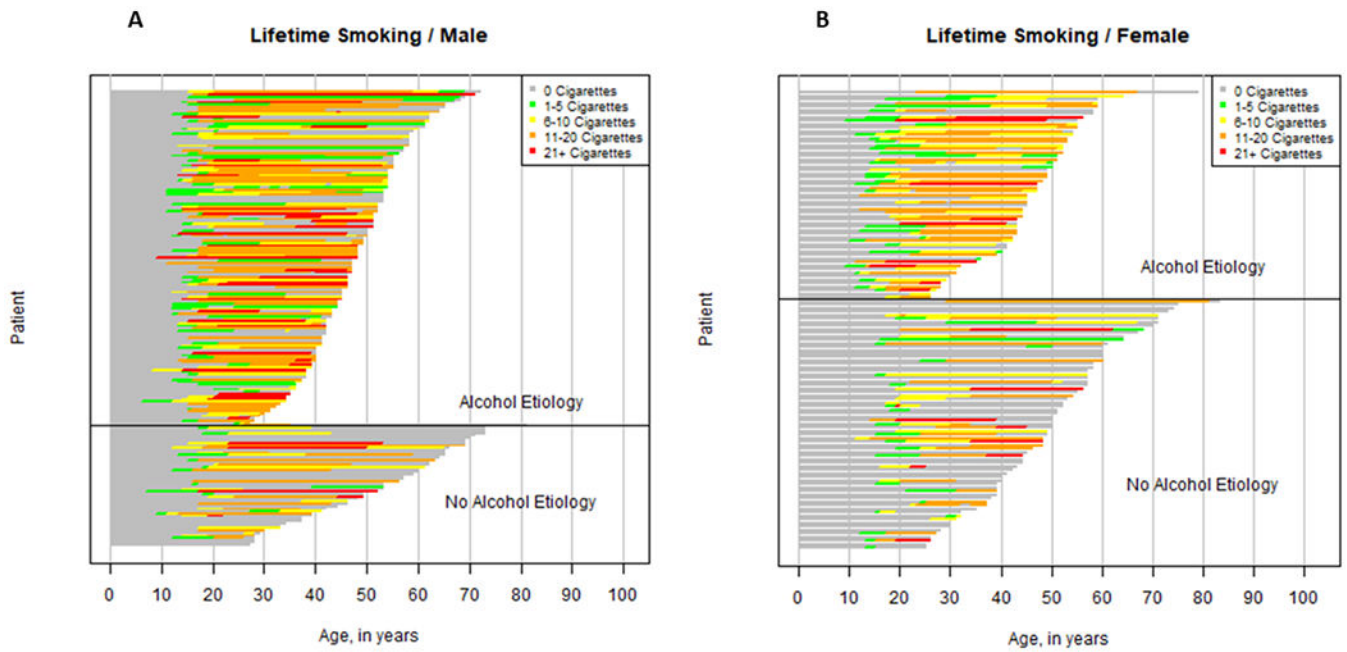 A
Lifetime Smoking / Male
0 Cigarettes
1-5 Cigarettes
6-10 Cigarettes
11-20 Cigarettes
21+ Cigarettes
Patient
Alcohol Etiology
No Alcohol Etiology
0 10 20 30 40 50 60 70 80 90 100
Age, in years
B
Lifetime Smoking / Female
0 Cigarettes
1-5 Cigarettes
6-10 Cigarettes
11-20 Cigarettes
21+ Cigarettes
Patient
Alcohol Etiology
No Alcohol Etiology
0 10 20 30 40 50 60 70 80 90 100
Age, in years